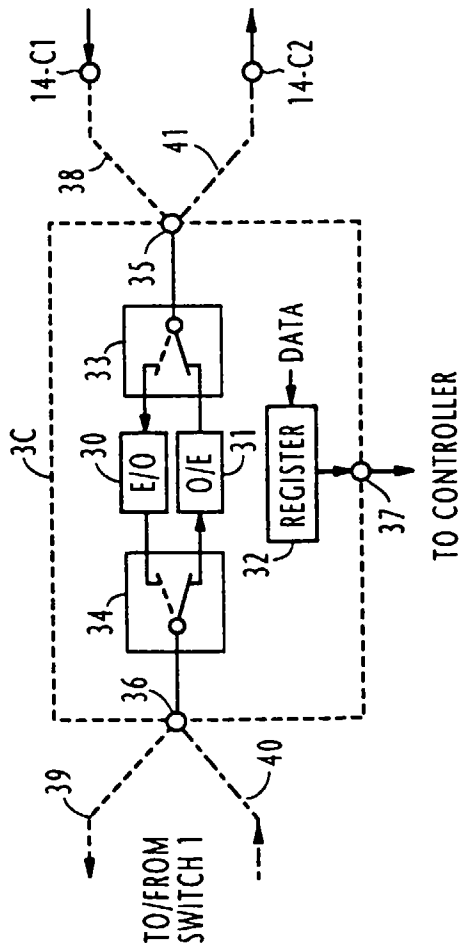 3C
14-C1
38
39
36
34
30
E/O
33
35
41
O/E
31
14-C2
TO/FROM
SWITCH 1
40
32
REGISTER
DATA
37
TO CONTROLLER